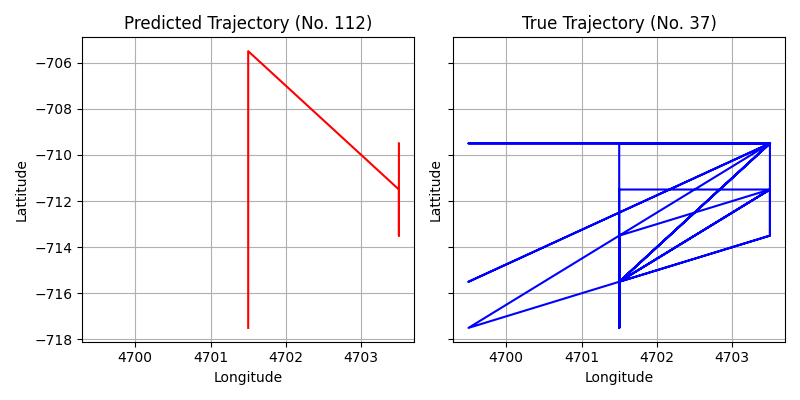 Predicted Trajectory (No. 112)
True Trajectory (No. 37)
−706
−708
−710
−712
−714
−716
−718
Lattitude
Lattitude
4700 4701 4702 4703
4700 4701 4702 4703
Longitude
Longitude